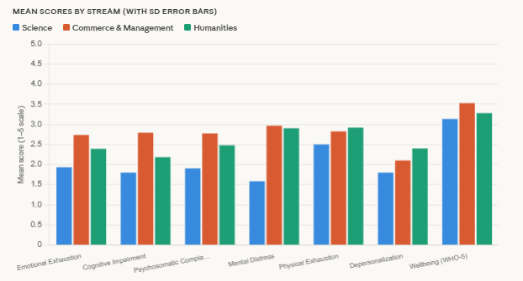 MEAN SCORES BY STREAM (WITH SD ERROR BARS)
Science Commerce & Management Humanities
5.0
4.5
4.0
3.5
3.0
2.5
2.0
1.5
1.0
0.5
0
Mean score (1–5 scale)
Emotional Exhaustion
Cognitive Impairment
Psychosomatic Compla...
Mental Distress
Physical Exhaustion
Depersonalization
Wellbeing (WHO-5)